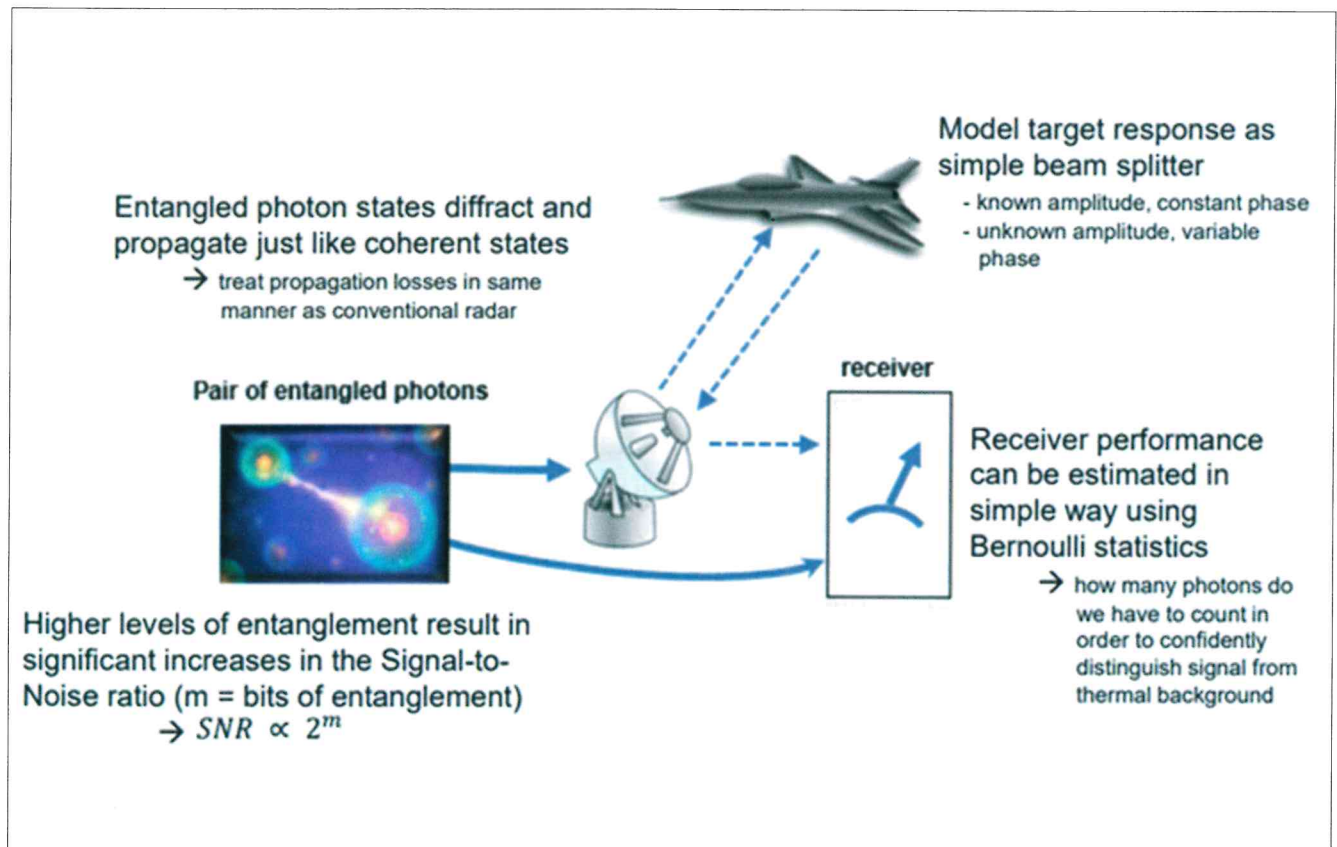 Model target response as
simple beam splitter
- known amplitude, constant phase
- unknown amplitude, variable
phase
Entangled photon states diffract and
propagate just like coherent states
→ treat propagation losses in same
manner as conventional radar
Pair of entangled photons
receiver
Receiver performance
can be estimated in
simple way using
Bernoulli statistics
→ how many photons do
we have to count in
order to confidently
distinguish signal from
thermal background
Higher levels of entanglement result in
significant increases in the Signal-to-
Noise ratio (m = bits of entanglement)
→ SNR ∝ 2^m